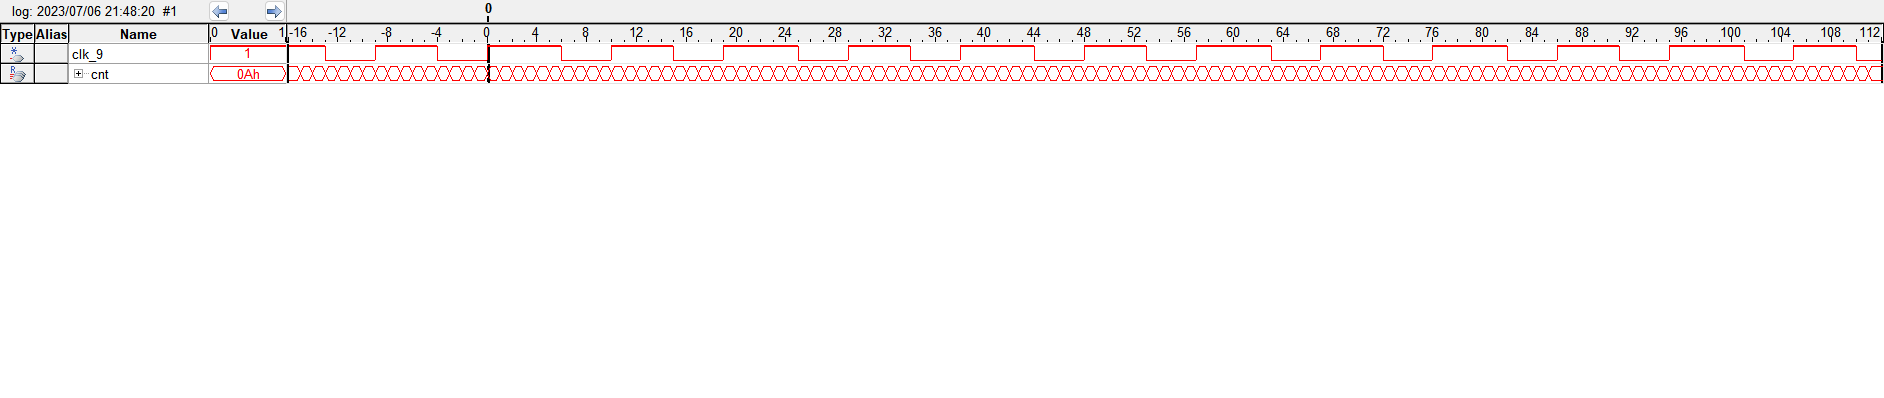 log: 2023/07/06 21:48:20 #1
0
Type Alias Name 0 Value 1 -16 -12 -8 -4 0 4 8 12 16 20 24 28 32 36 40 44 48 52 56 60 64 68 72 76 80 84 88 92 96 100 104 108 112
* clk_9 1
R cnt 0Ah